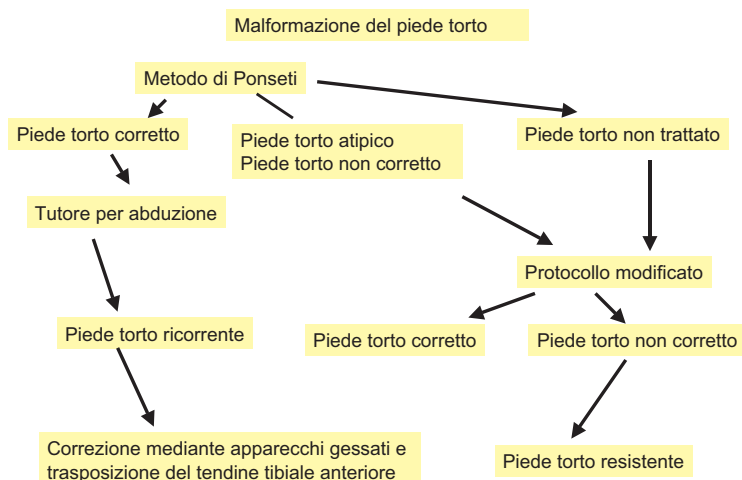 Malformazione del piede torto
Metodo di Ponseti
Piede torto corretto
Piede torto atipico
Piede torto non corretto
Piede torto non trattato
Tutore per abduzione
Protocollo modificato
Piede torto ricorrente
Piede torto corretto
Piede torto non corretto
Correzione mediante apparecchi gessati e
trasposizione del tendine tibiale anteriore
Piede torto resistente